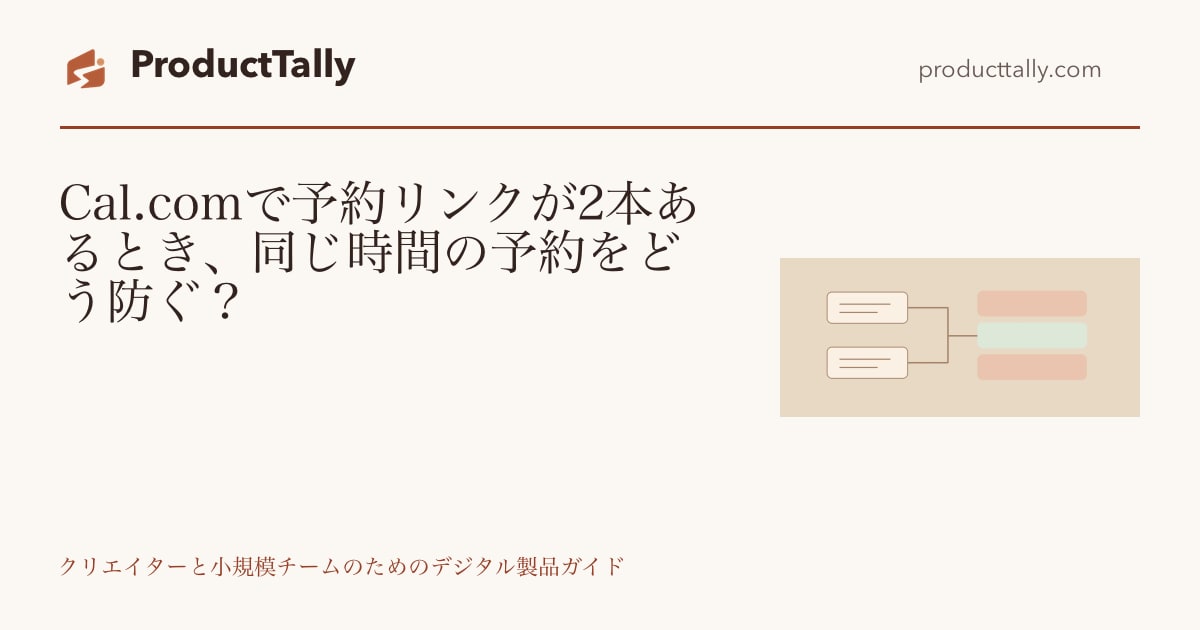 ProductTally
producttally.com
Cal.comで予約リンクが2本あ
るとき、同じ時間の予約をど
う防ぐ？
クリエイターと小規模チームのためのデジタル製品ガイド